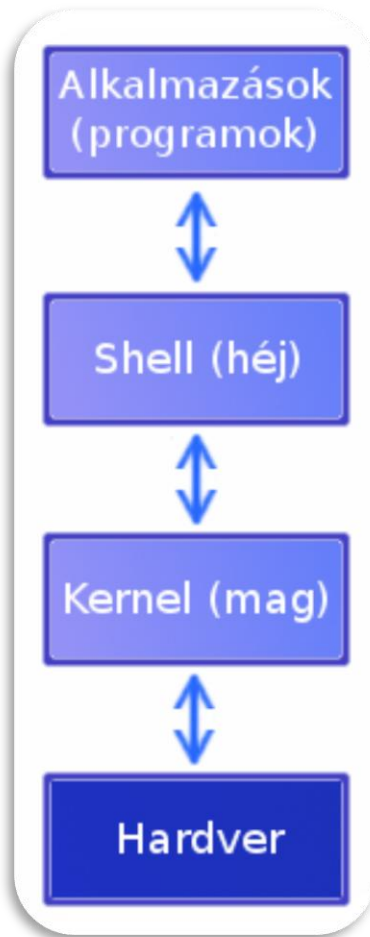 Alkalmazások
(programok)
Shell (héj)
Kernel (mag)
Hardver